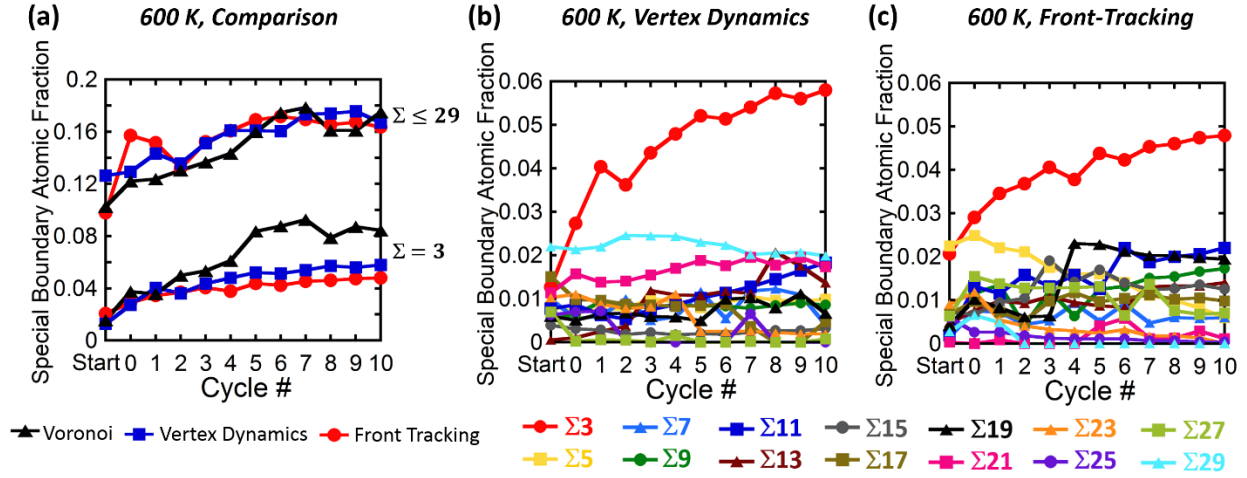 (a) 600 K, Comparison
Special Boundary Atomic Fraction
0.2
0.16
0.12
0.08
0.04
0
Σ ≤ 29
Σ = 3
Start 0 1 2 3 4 5 6 7 8 9 10
Cycle #
Voronoi Vertex Dynamics Front Tracking
(b) 600 K, Vertex Dynamics
Special Boundary Atomic Fraction
0.06
0.05
0.04
0.03
0.02
0.01
0
Start 0 1 2 3 4 5 6 7 8 9 10
Cycle #
(c) 600 K, Front-Tracking
Special Boundary Atomic Fraction
0.06
0.05
0.04
0.03
0.02
0.01
0
Start 0 1 2 3 4 5 6 7 8 9 10
Cycle #
Σ3 Σ7 Σ11 Σ15 Σ19 Σ23 Σ27
Σ5 Σ9 Σ13 Σ17 Σ21 Σ25 Σ29